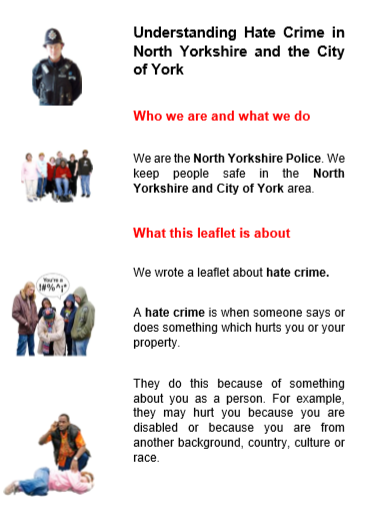 Understanding Hate Crime in
North Yorkshire and the City
of York
Who we are and what we do
We are the North Yorkshire Police. We
keep people safe in the North
Yorkshire and City of York area.
What this leaflet is about
We wrote a leaflet about hate crime.
You're a
!#%^¡*
A hate crime is when someone says or
does something which hurts you or your
property.
They do this because of something
about you as a person. For example,
they may hurt you because you are
disabled or because you are from
another background, country, culture or
race.